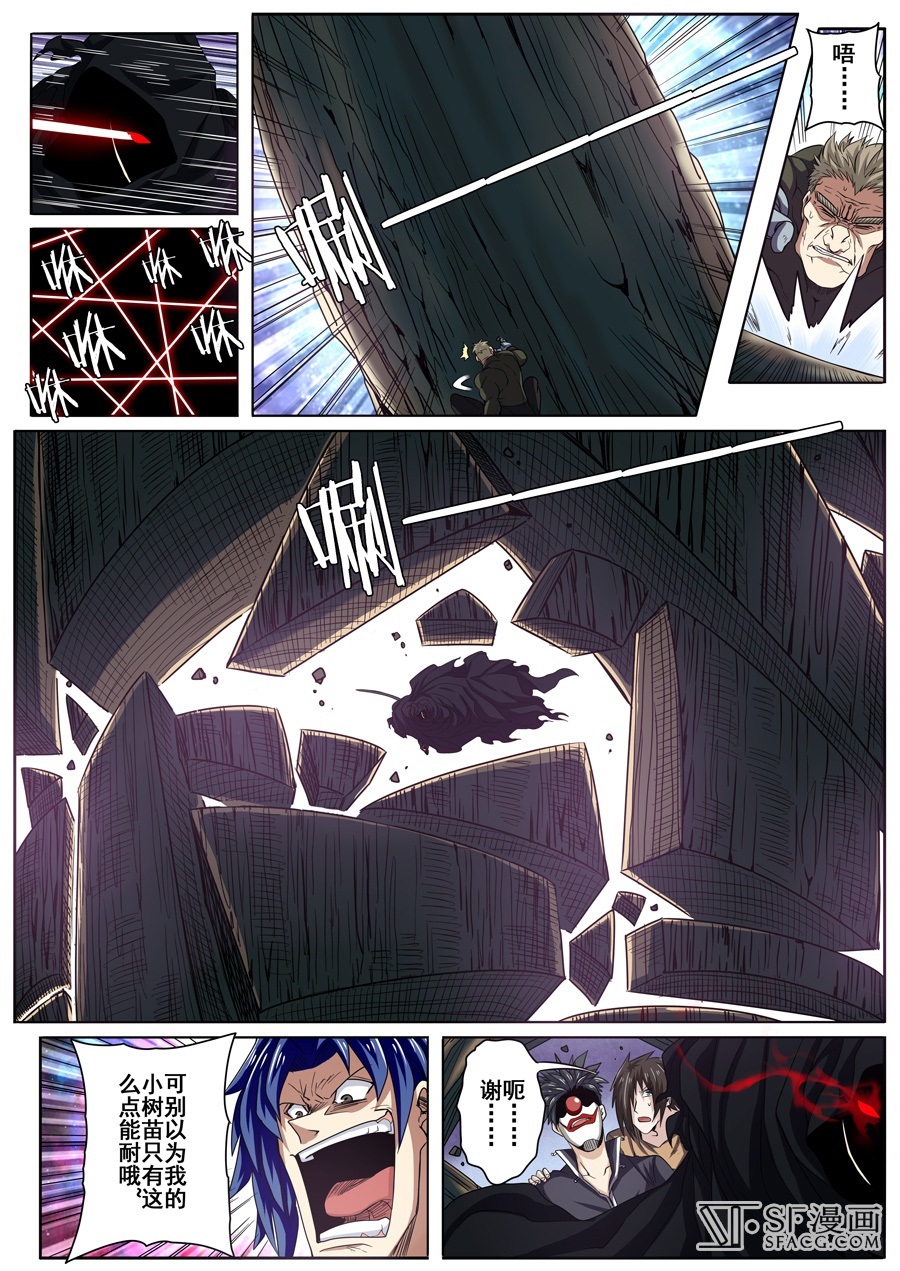 唔……
唰
咻
咻
咻
咻
咻
咻
唰
呃……
谢……
可别以为我的
小树苗只有这
么点能耐哦~
SF漫画
SFACG.COM